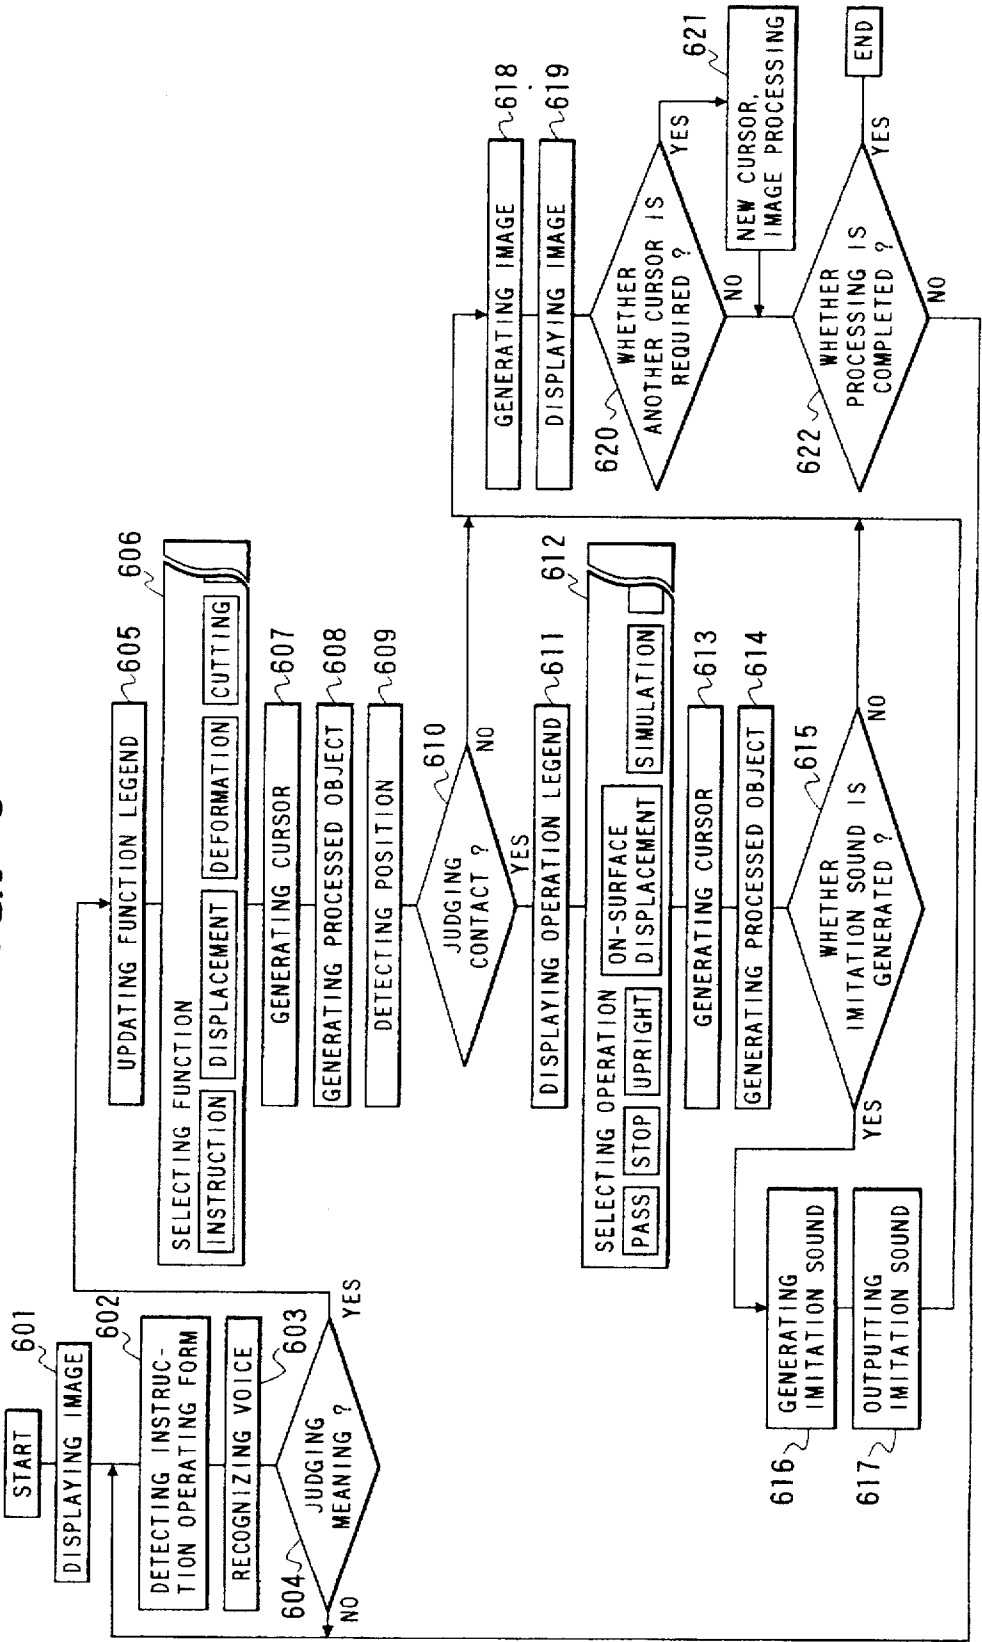 START
601
DISPLAYING IMAGE
602
DETECTING INSTRUC-
TION OPERATING FORM
603
RECOGNIZING VOICE
604
JUDGING
MEANING ?
YES
NO
605
UPDATING FUNCTION LEGEND
606
SELECTING FUNCTION
INSTRUCTION
DISPLACEMENT
DEFORMATION
CUTTING
607
GENERATING CURSOR
608
GENERATING PROCESSED OBJECT
609
DETECTING POSITION
610
JUDGING
CONTACT ?
NO
YES
611
DISPLAYING OPERATION LEGEND
612
SELECTING OPERATION
PASS
STOP
UPRIGHT
ON-SURFACE
DISPLACEMENT
SIMULATION
613
GENERATING CURSOR
614
GENERATING PROCESSED OBJECT
615
WHETHER
IMITATION SOUND IS
GENERATED ?
NO
YES
616
GENERATING
IMITATION SOUND
617
OUTPUTTING
IMITATION SOUND
618
GENERATING IMAGE
619
DISPLAYING IMAGE
620
WHETHER
ANOTHER CURSOR IS
REQUIRED ?
YES
NO
621
NEW CURSOR,
IMAGE PROCESSING
622
WHETHER
PROCESSING IS
COMPLETED ?
YES
NO
END